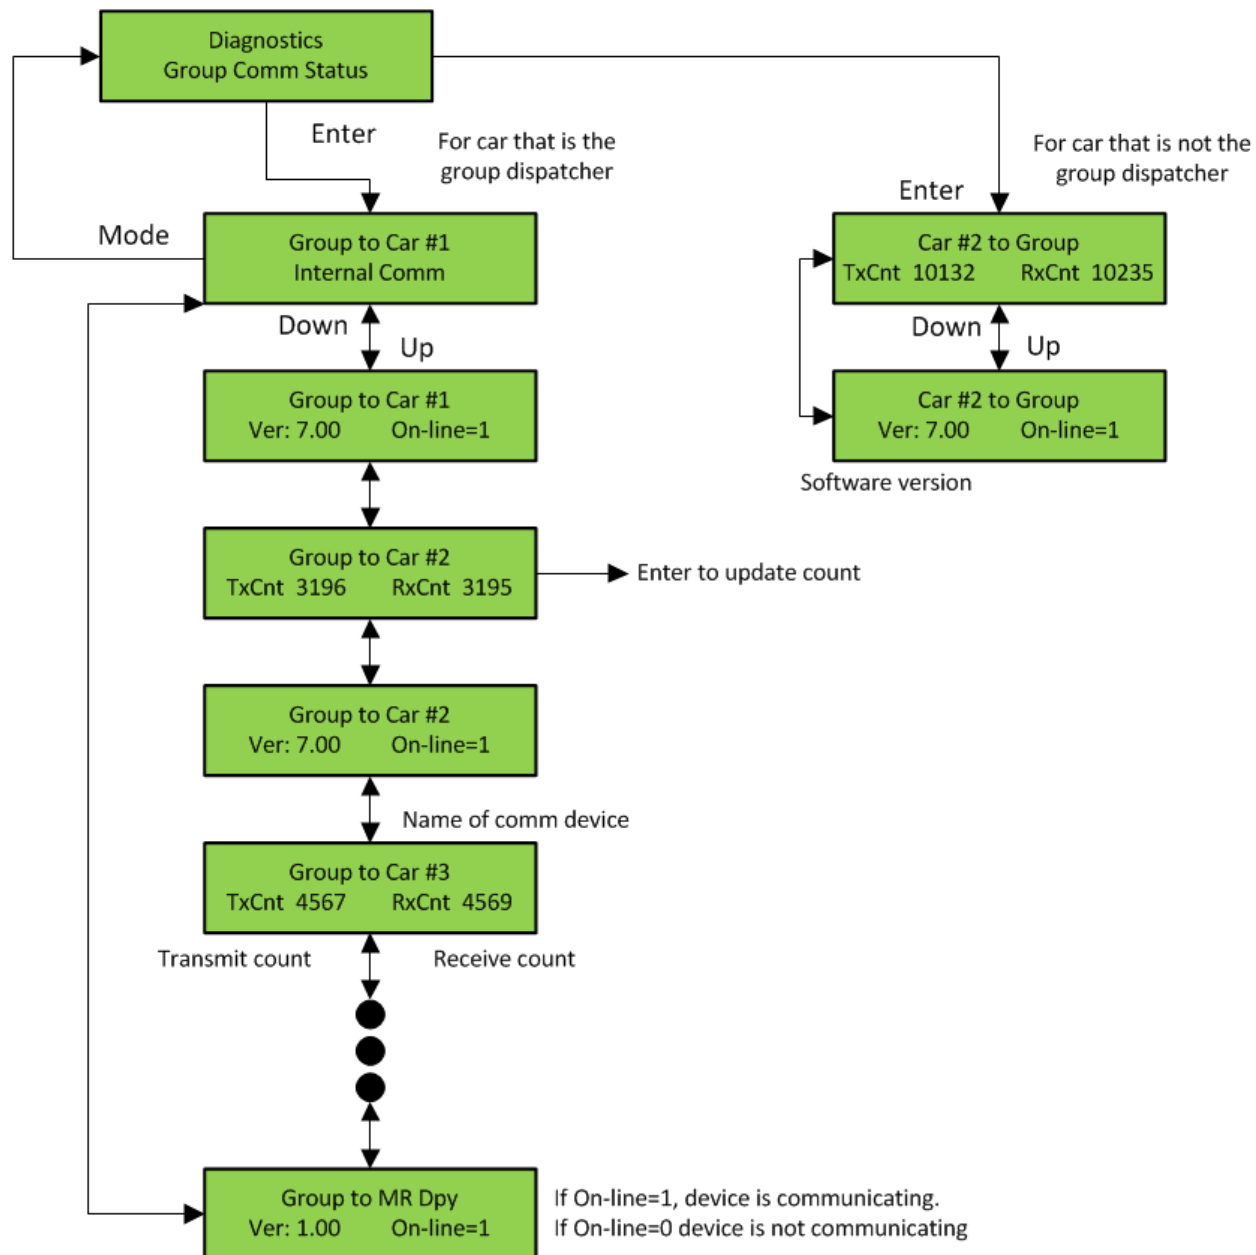 Diagnostics
Group Comm Status
Enter
For car that is the
group dispatcher
For car that is not the
group dispatcher
Enter
Mode
Group to Car #1
Internal Comm
Car #2 to Group
TxCnt 10132 RxCnt 10235
Down
Up
Down
Up
Group to Car #1
Ver: 7.00 On-line=1
Car #2 to Group
Ver: 7.00 On-line=1
Software version
Group to Car #2
TxCnt 3196 RxCnt 3195
Enter to update count
Group to Car #2
Ver: 7.00 On-line=1
Name of comm device
Group to Car #3
TxCnt 4567 RxCnt 4569
Transmit count
Receive count
Group to MR Dpy
Ver: 1.00 On-line=1
If On-line=1, device is communicating.
If On-line=0 device is not communicating